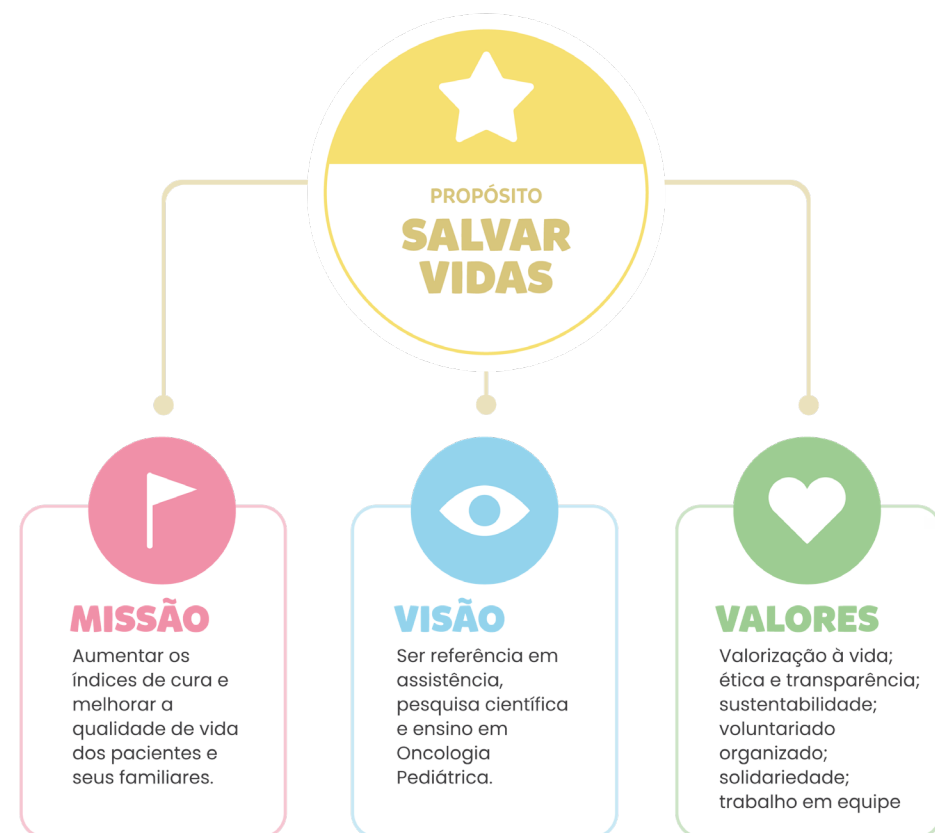 PROPÓSITO
SALVAR
VIDAS
MISSÃO
Aumentar os
índices de cura e
melhorar a
qualidade de vida
dos pacientes e
seus familiares.
VISÃO
Ser referência em
assistência,
pesquisa científica
e ensino em
Oncologia
Pediátrica.
VALORES
Valorização à vida;
ética e transparência;
sustentabilidade;
voluntariado
organizado;
solidariedade;
trabalho em equipe